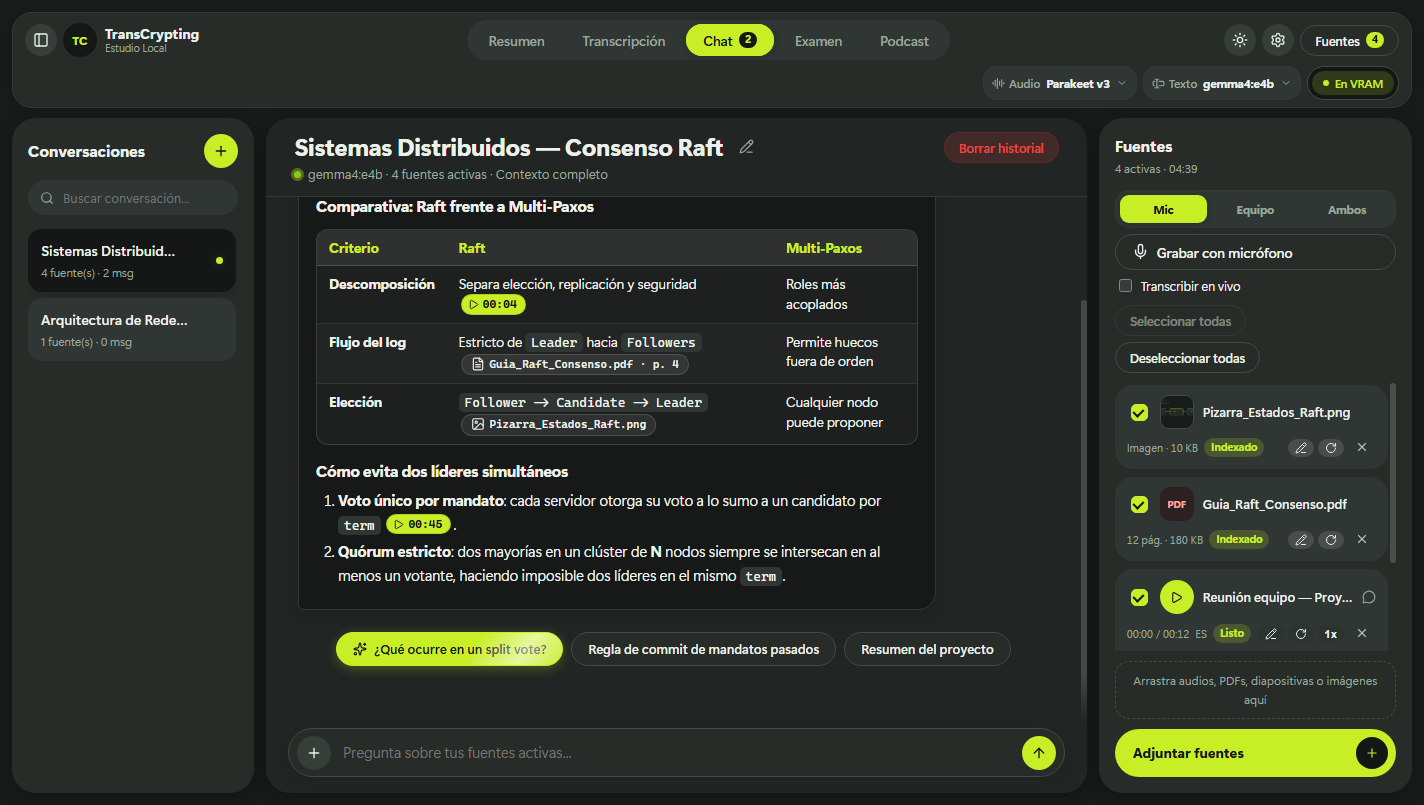 TC
TransCrypting
Estudio Local
Resumen
Transcripción
Chat 2
Examen
Podcast
Fuentes 4
Audio Parakeet v3
Texto gemma4:e4b
En VRAM
Conversaciones
Buscar conversación...
Sistemas Distribuid...
4 fuente(s) · 2 msg
Arquitectura de Rede...
1 fuente(s) · 0 msg
Sistemas Distribuidos — Consenso Raft
Borrar historial
gemma4:e4b · 4 fuentes activas · Contexto completo
Comparativa: Raft frente a Multi-Paxos
Criterio Raft Multi-Paxos
Descomposición
Separa elección, replicación y seguridad
00:04
Roles más
acoplados
Flujo del log
Estricto de Leader hacia Followers
Guia_Raft_Consenso.pdf · p. 4
Permite huecos
fuera de orden
Elección
Follower → Candidate → Leader
Pizarra_Estados_Raft.png
Cualquier nodo
puede proponer
Cómo evita dos líderes simultáneos
1. Voto único por mandato: cada servidor otorga su voto a lo sumo a un candidato por
term 00:45 .
2. Quórum estricto: dos mayorías en un clúster de N nodos siempre se intersecan en al
menos un votante, haciendo imposible dos líderes en el mismo term .
¿Qué ocurre en un split vote?
Regla de commit de mandatos pasados
Resumen del proyecto
Pregunta sobre tus fuentes activas...
Fuentes
4 activas · 04:39
Mic
Equipo
Ambos
Grabar con micrófono
Transcribir en vivo
Seleccionar todas
Deseleccionar todas
Pizarra_Estados_Raft.png
Imagen · 10 KB Indexado
PDF
Guia_Raft_Consenso.pdf
12 pág. · 180 KB Indexado
Reunión equipo — Proy...
00:00 / 00:12 ES Listo 1x
Arrastra audios, PDFs, diapositivas o imágenes
aquí
Adjuntar fuentes